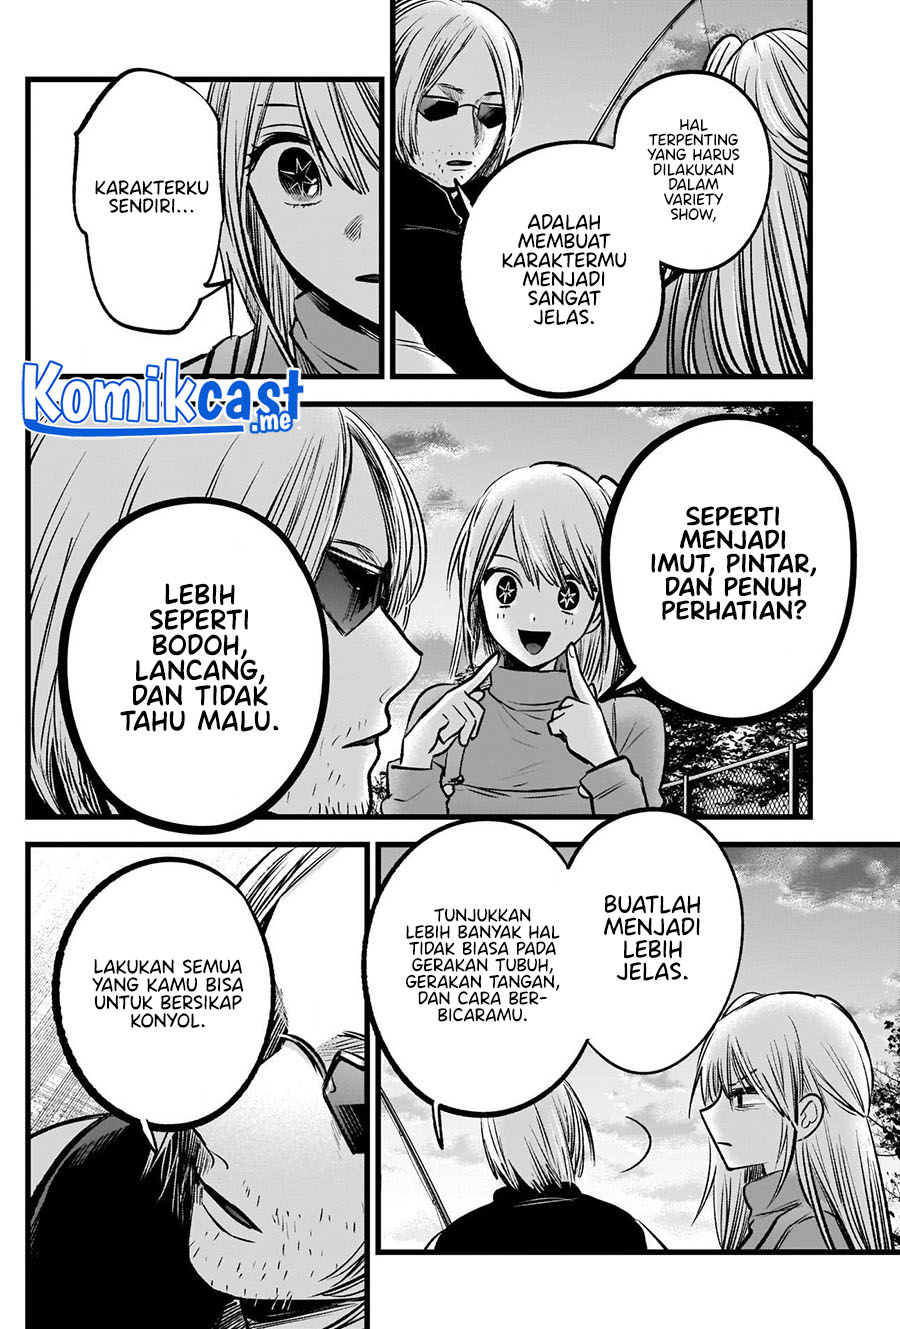 HAL
TERPENTING
YANG HARUS
DILAKUKAN
DALAM
VARIETY
SHOW,
ADALAH
MEMBUAT
KARAKTERMU
MENJADI
SANGAT
JELAS.
KARAKTERKU
SENDIRI...
Komikcast
.me
SEPERTI
MENJADI
IMUT, PINTAR,
DAN PENUH
PERHATIAN?
LEBIH
SEPERTI
BODOH,
LANCANG,
DAN TIDAK
TAHU MALU.
BUATLAH
MENJADI
LEBIH
JELAS.
TUNJUKKAN
LEBIH BANYAK HAL
TIDAK BIASA PADA
GERAKAN TUBUH,
GERAKAN TANGAN,
DAN CARA BER-
BICARAMU.
LAKUKAN SEMUA
YANG KAMU BISA
UNTUK BERSIKAP
KONYOL.